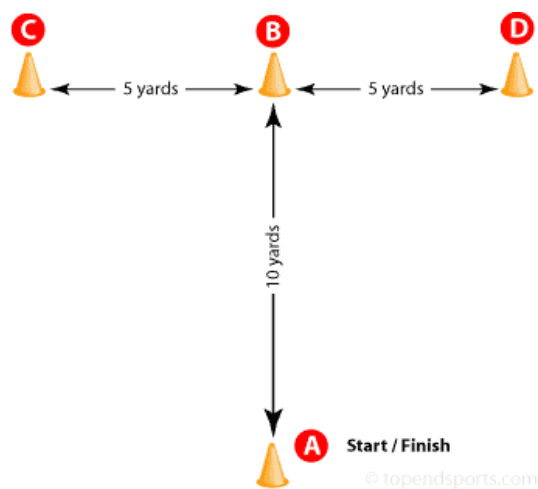 C
B
D
5 yards
5 yards
10 yards
A
Start / Finish
© topendsports.com